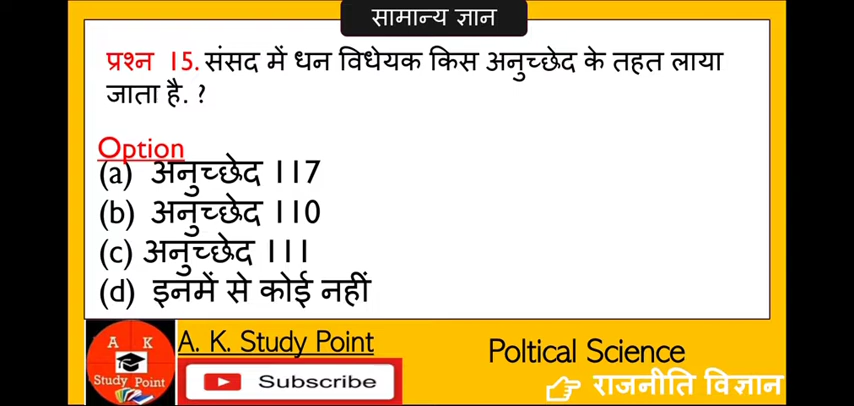 सामान्य ज्ञान
प्रश्न 15. संसद में धन विधेयक किस अनुच्छेद के तहत लाया
जाता है. ?
Option
(a) अनुच्छेद 117
(b) अनुच्छेद 110
(c) अनुच्छेद 111
(d) इनमें से कोई नहीं
A K
Study Point
A. K. Study Point
Subscribe
Poltical Science
राजनीति विज्ञान